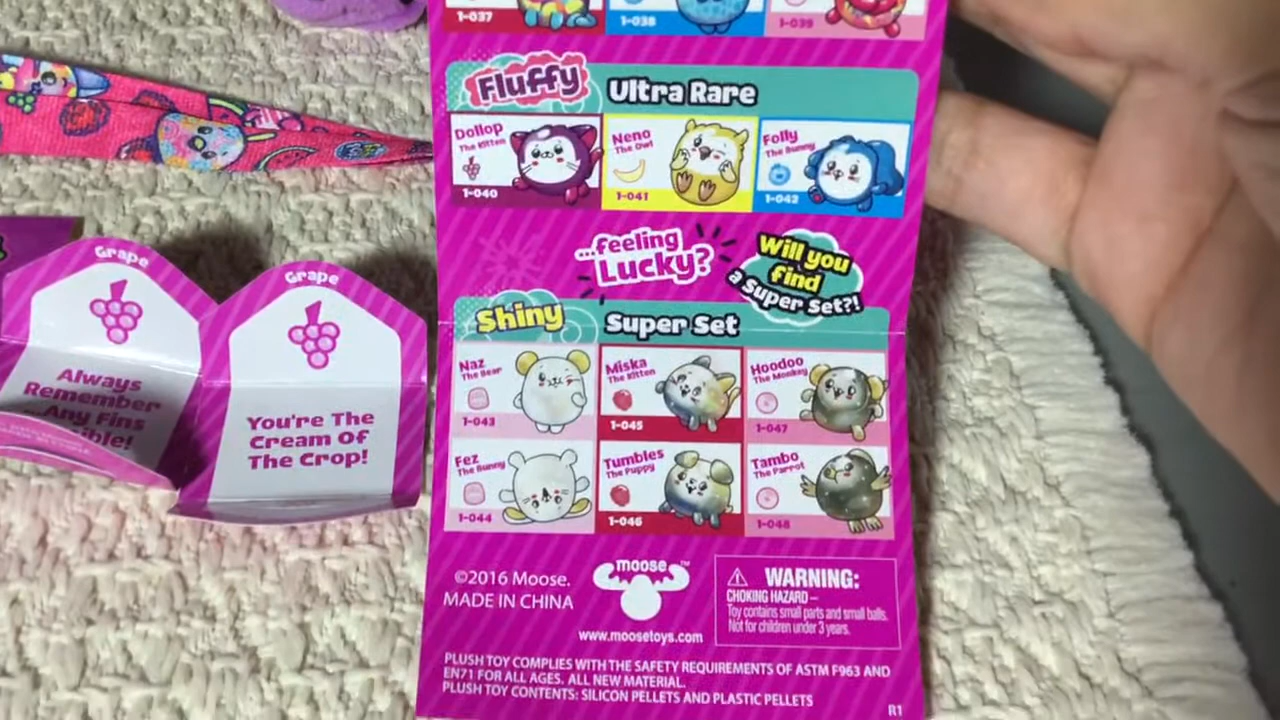 1-037
1-038
1-039
Fluffy
Ultra Rare
Dollop
The Kitten
1-040
Neno
The Owl
1-041
Folly
The Bunny
1-042
...feeling
Lucky?
Will you
find
a Super Set?!
Shiny
Super Set
Naz
The Bear
1-043
Miska
The Kitten
1-045
Hoodoo
The Monkey
1-047
Fez
The Bunny
1-044
Tumbles
The Puppy
1-046
Tambo
The Parrot
1-048
©2016 Moose.
MADE IN CHINA
moose™
www.moosetoys.com
WARNING:
CHOKING HAZARD –
Toy contains small parts and small balls.
Not for children under 3 years.
PLUSH TOY COMPLIES WITH THE SAFETY REQUIREMENTS OF ASTM F963 AND
EN71 FOR ALL AGES. ALL NEW MATERIAL.
PLUSH TOY CONTENTS: SILICON PELLETS AND PLASTIC PELLETS
R1
Grape
Always
Remember
Any Fins
Grape
You're The
Cream Of
The Crop!